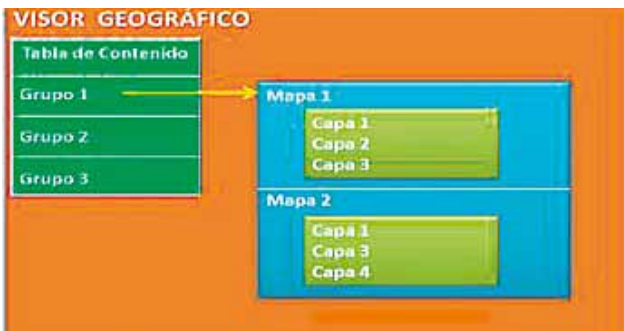 VISOR GEOGRÁFICO
Tabla de Contenido
Grupo 1
Grupo 2
Grupo 3
Mapa 1
Capa 1
Capa 2
Capa 3
Mapa 2
Capa 1
Capa 3
Capa 4